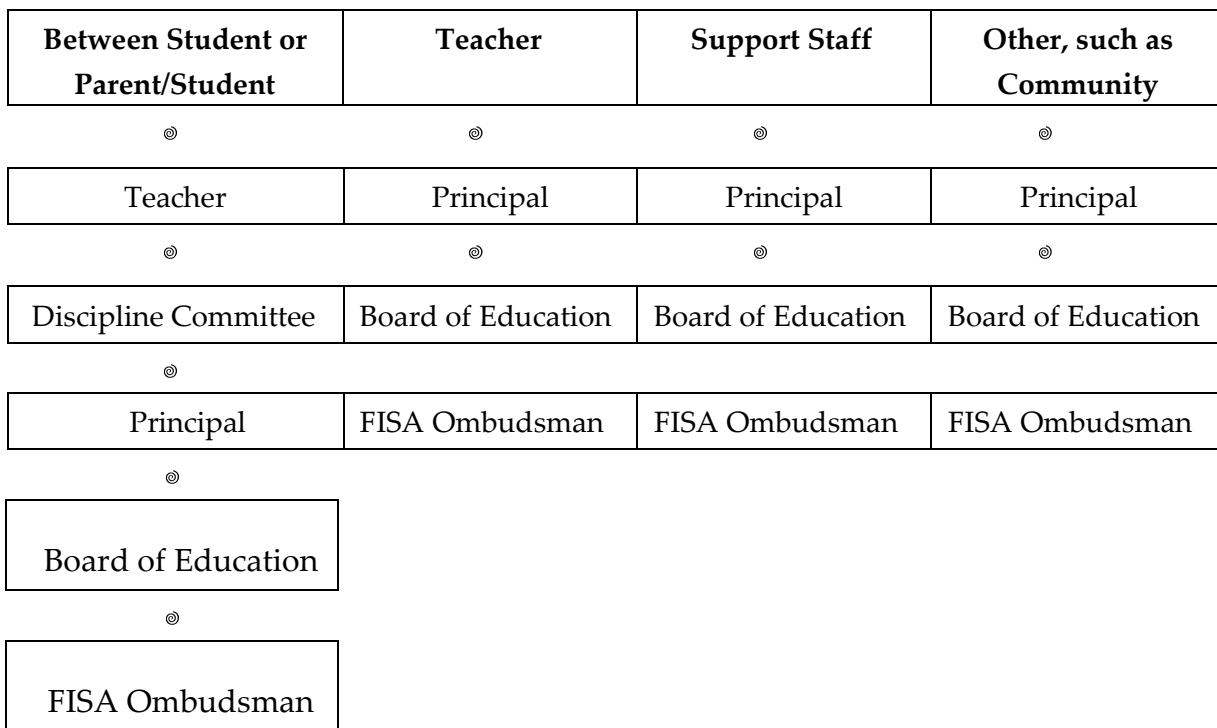 Between Student or Parent/Student Teacher Support Staff Other, such as Community
Teacher Principal Principal Principal
Discipline Committee Board of Education Board of Education Board of Education
Principal FISA Ombudsman FISA Ombudsman FISA Ombudsman
Board of Education
FISA Ombudsman